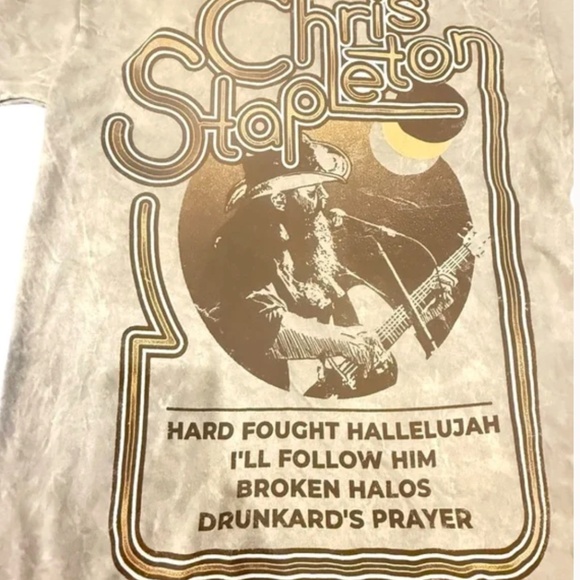 Chris
Stapleton
HARD FOUGHT HALLELUJAH
I'LL FOLLOW HIM
BROKEN HALOS
DRUNKARD'S PRAYER